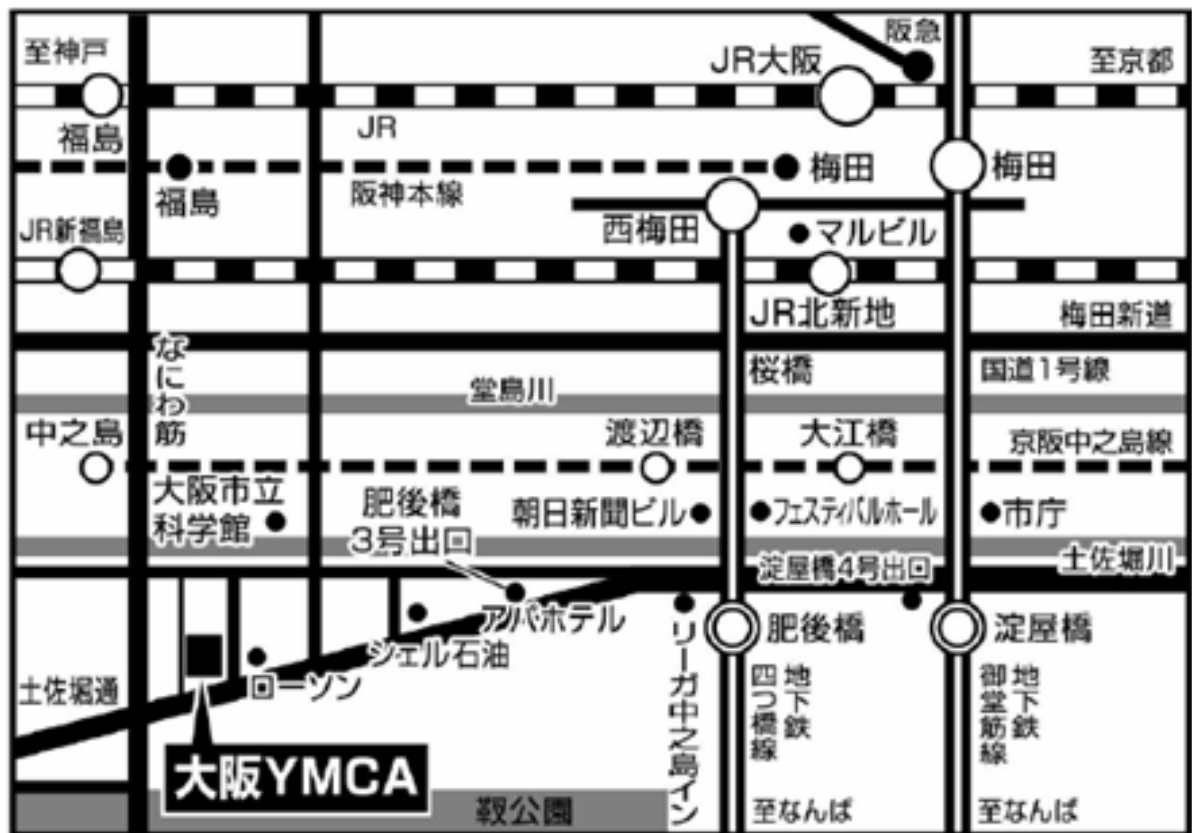 至神戸
阪急
JR大阪
至京都
福島
JR
福島
阪神本線
梅田
梅田
JR新福島
西梅田
マルビル
JR北新地
梅田新道
なにわ筋
桜橋
国道1号線
堂島川
中之島
渡辺橋
大江橋
京阪中之島線
大阪市立
科学館
肥後橋
3号出口
朝日新聞ビル
フェスティバルホール
市庁
土佐堀川
淀屋橋4号出口
アパホテル
シェル石油
ローソン
リーガ中之島イン
肥後橋
淀屋橋
土佐堀通
地下鉄
四つ橋線
地下鉄
御堂筋線
大阪YMCA
靱公園
至なんば
至なんば